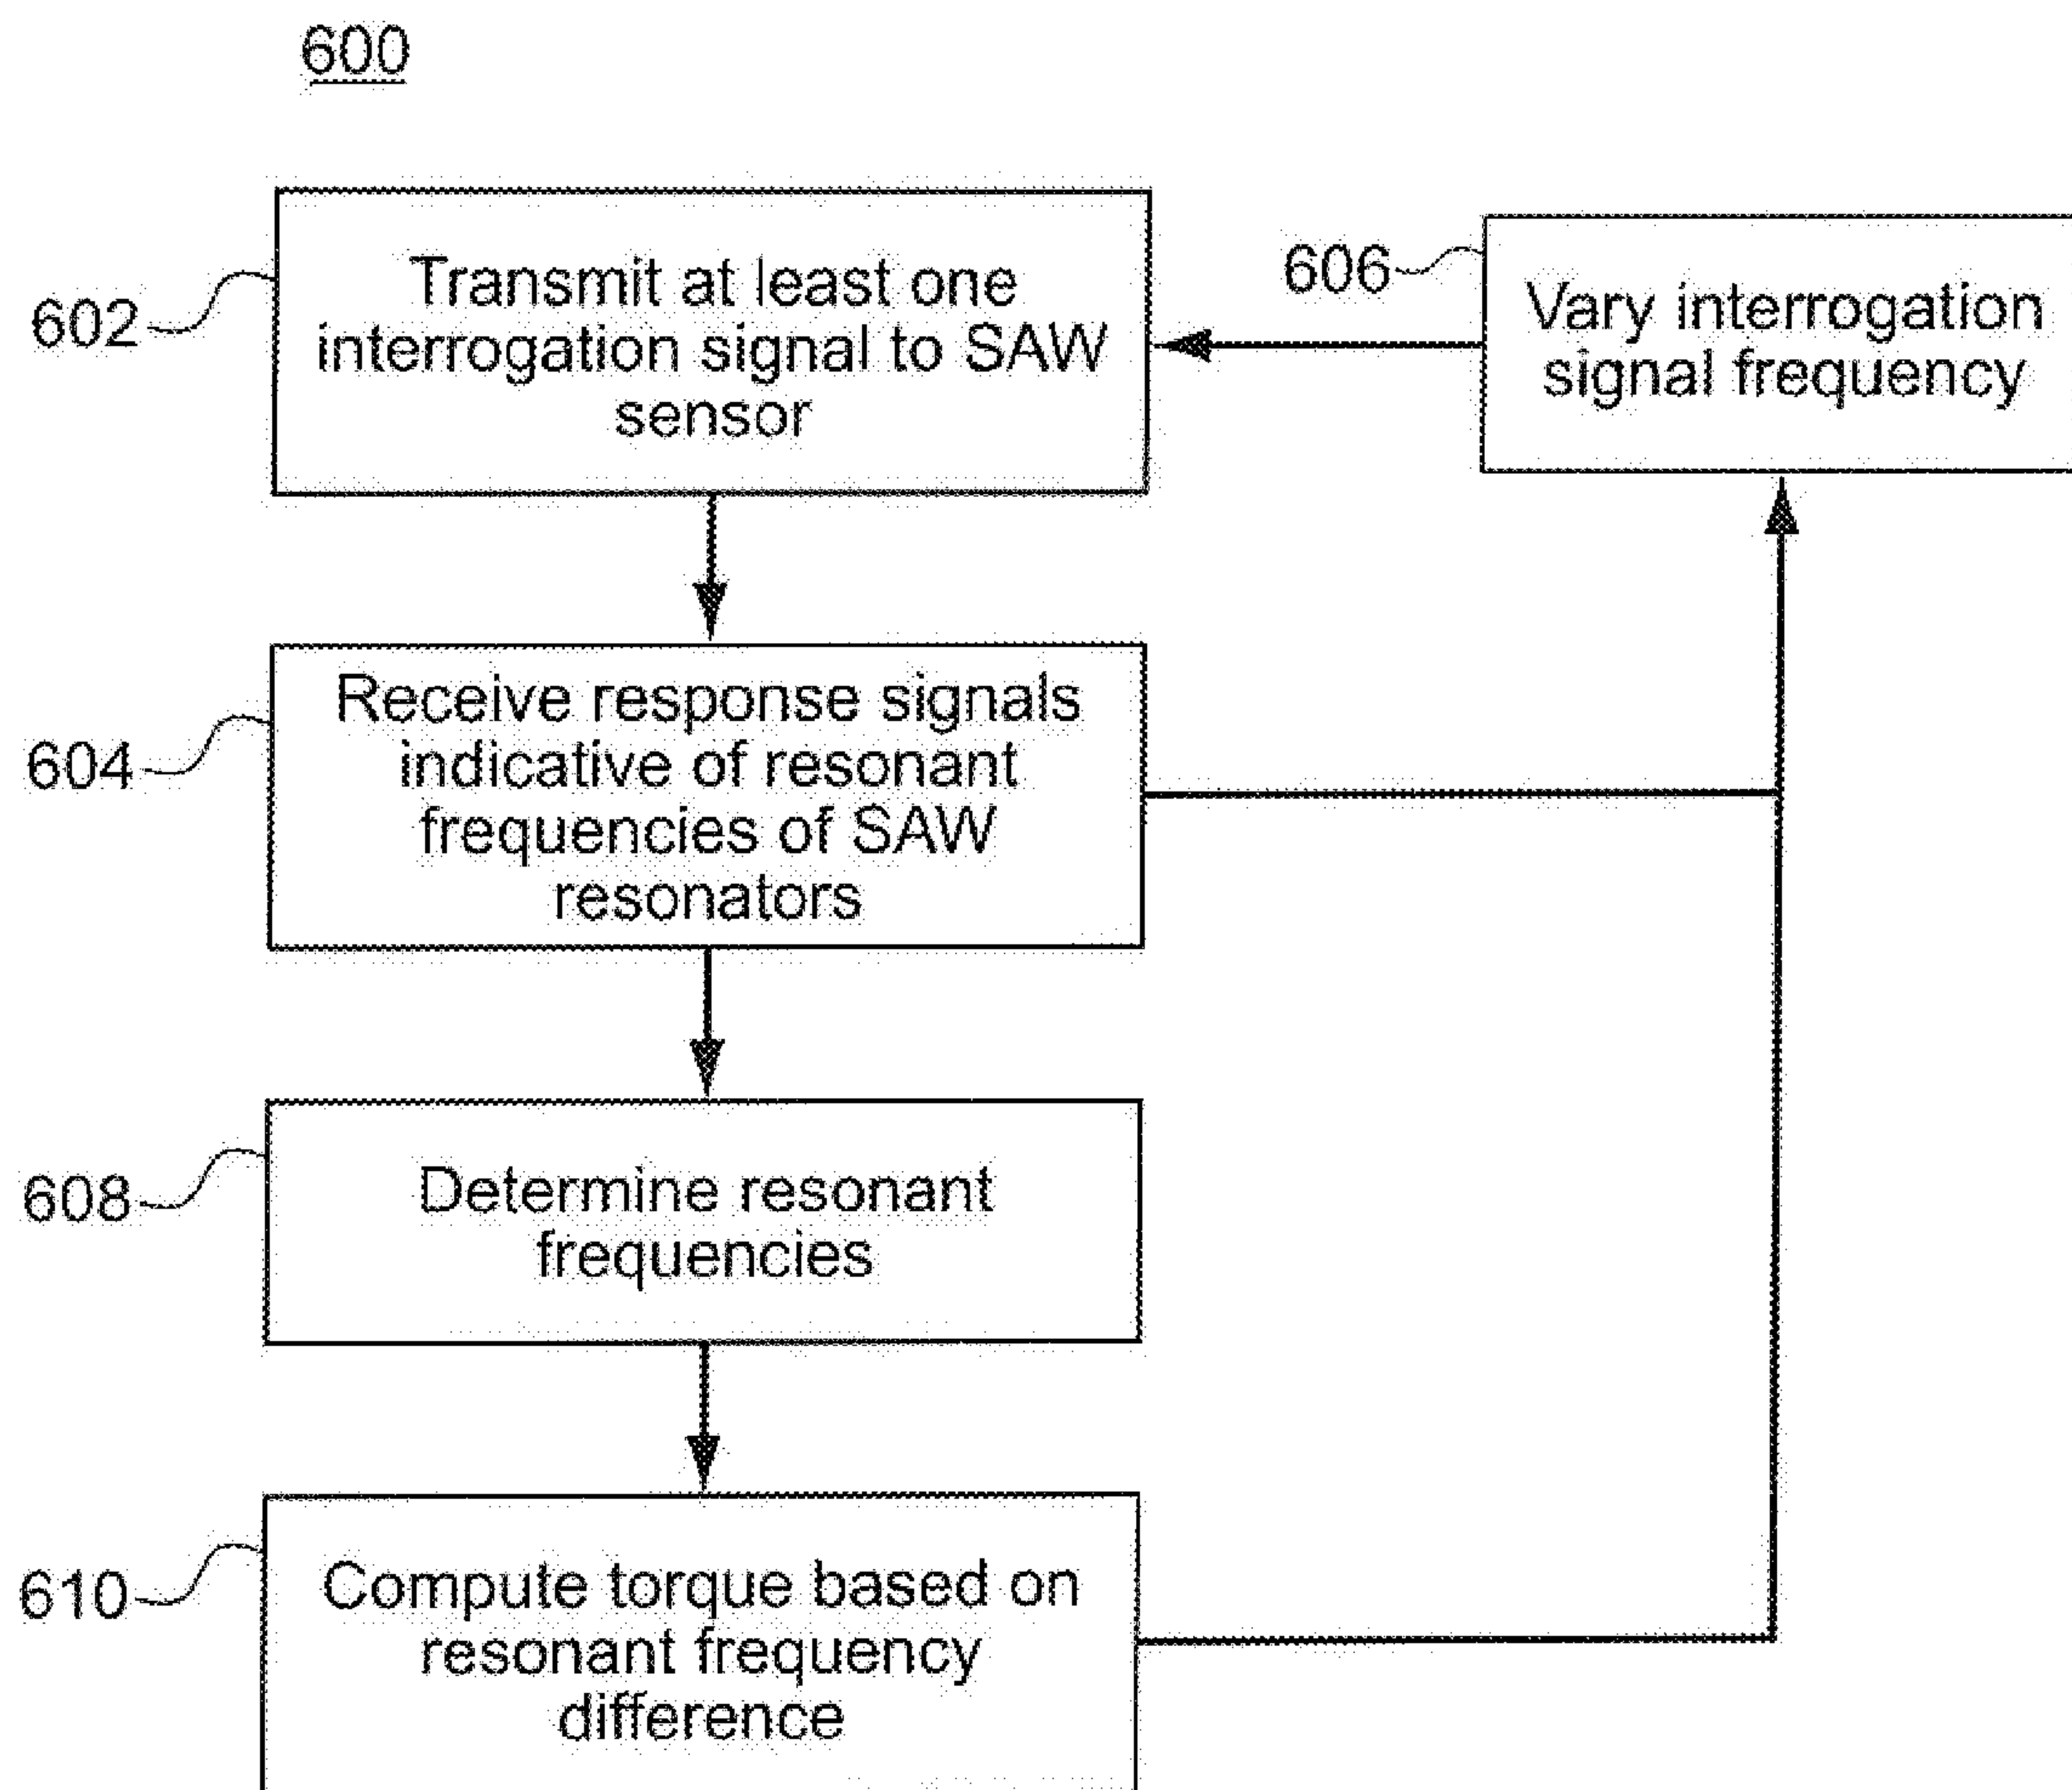 600
602
Transmit at least one
interrogation signal to SAW
sensor
606
Vary interrogation
signal frequency
604
Receive response signals
indicative of resonant
frequencies of SAW
resonators
608
Determine resonant
frequencies
610
Compute torque based on
resonant frequency
difference